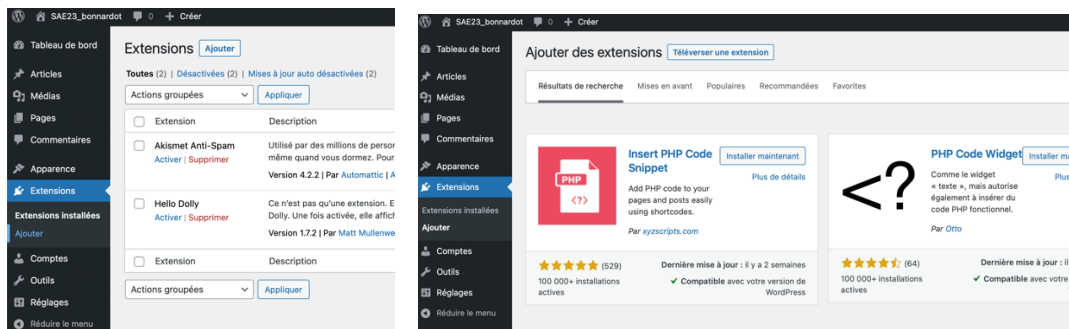 SAE23_bonnardot 0 + Créer
Tableau de bord
Articles
Médias
Pages
Commentaires
Apparence
Extensions
Extensions installées
Ajouter
Comptes
Outils
Réglages
Réduire le menu
Extensions Ajouter
Toutes (2) | Désactivées (2) | Mises à jour auto désactivées (2)
Actions groupées Appliquer
Extension Description
Akismet Anti-Spam
Activer | Supprimer
Utilisé par des millions de person
même quand vous dormez. Pour
Version 4.2.2 | Par Automattic | A
Hello Dolly
Activer | Supprimer
Ce n'est pas qu'une extension. E
Dolly. Une fois activée, elle affich
Version 1.7.2 | Par Matt Mullenwe
Extension Description
Actions groupées Appliquer
SAE23_bonnardot 0 + Créer
Tableau de bord
Articles
Médias
Pages
Commentaires
Apparence
Extensions
Extensions installées
Ajouter
Comptes
Outils
Réglages
Réduire le menu
Ajouter des extensions Téléverser une extension
Résultats de recherche Mises en avant Populaires Recommandées Favorites
PHP
<?>
Insert PHP Code
Snippet
Installer maintenant
Plus de détails
Add PHP code to your
pages and posts easily
using shortcodes.
Par xyzscripts.com
(529)
100 000+ installations
actives
Dernière mise à jour : il y a 2 semaines
Compatible avec votre version de
WordPress
<?
PHP Code Widget
Installer ma
Plus
Comme le widget
« texte », mais autorise
également à insérer du
code PHP fonctionnel.
Par Otto
(64)
100 000+ installations
actives
Dernière mise à jour : il
Compatible avec votre